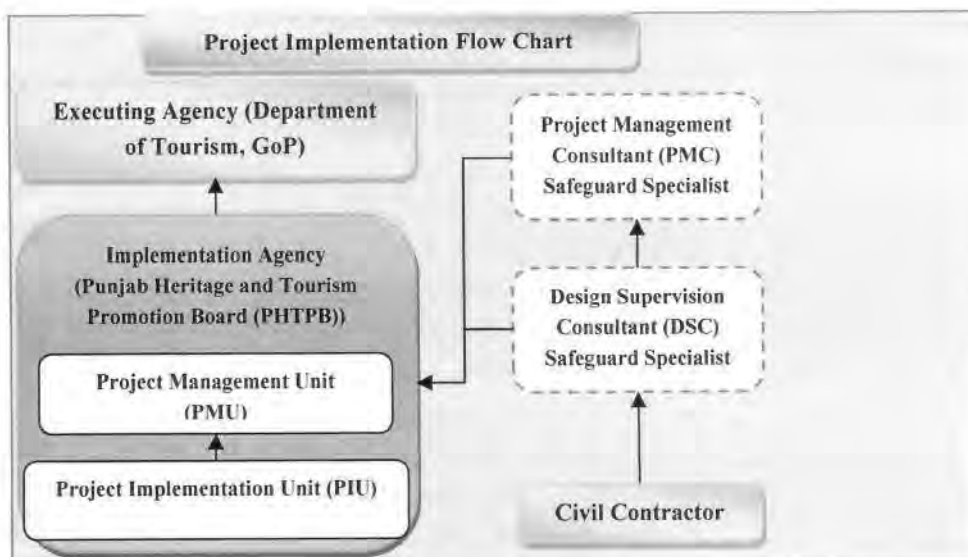 Project Implementation Flow Chart
Executing Agency (Department
of Tourism, GoP)
Implementation Agency
(Punjab Heritage and Tourism
Promotion Board (PHTPB))
Project Management Unit
(PMU)
Project Implementation Unit (PIU)
Project Management
Consultant (PMC)
Safeguard Specialist
Design Supervision
Consultant (DSC)
Safeguard Specialist
Civil Contractor